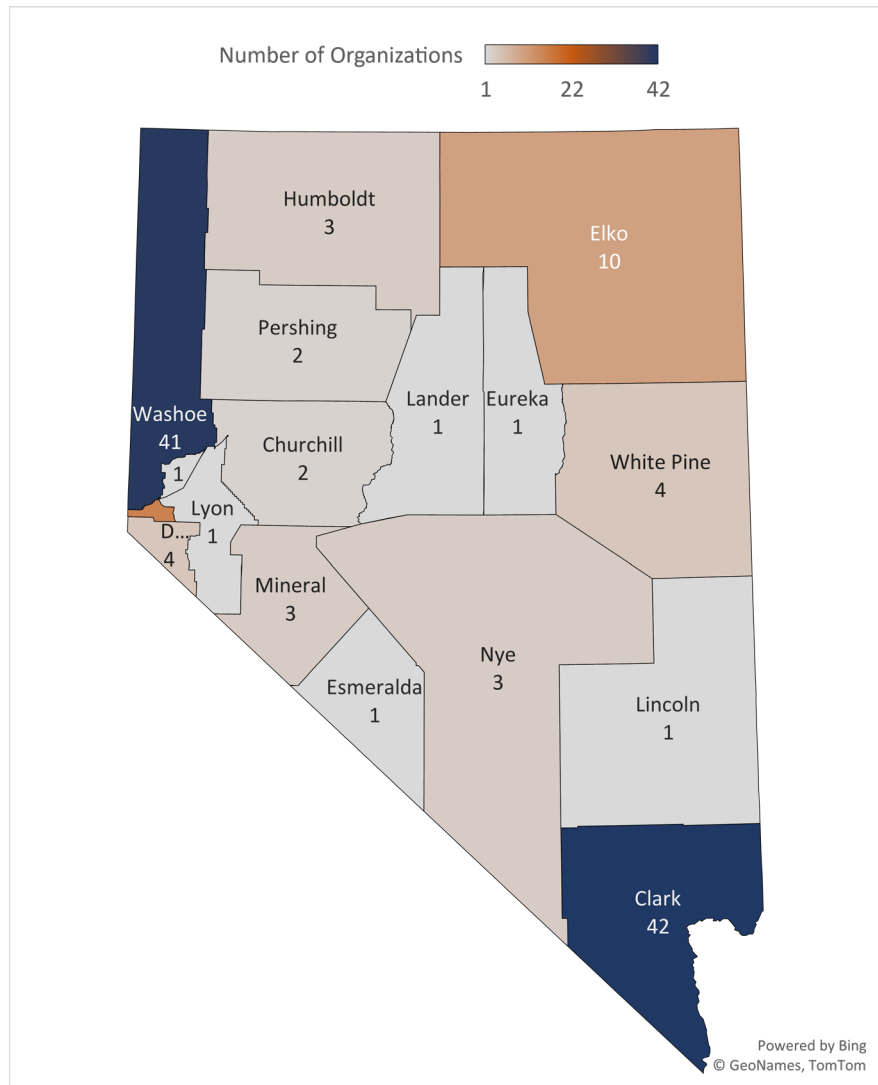 Number of Organizations
1 22 42
Humboldt
3
Elko
10
Pershing
2
Lander
1
Eureka
1
Washoe
41
Churchill
2
White Pine
4
1
Lyon
1
D...
4
Mineral
3
Nye
3
Esmeralda
1
Lincoln
1
Clark
42
Powered by Bing
© GeoNames, TomTom